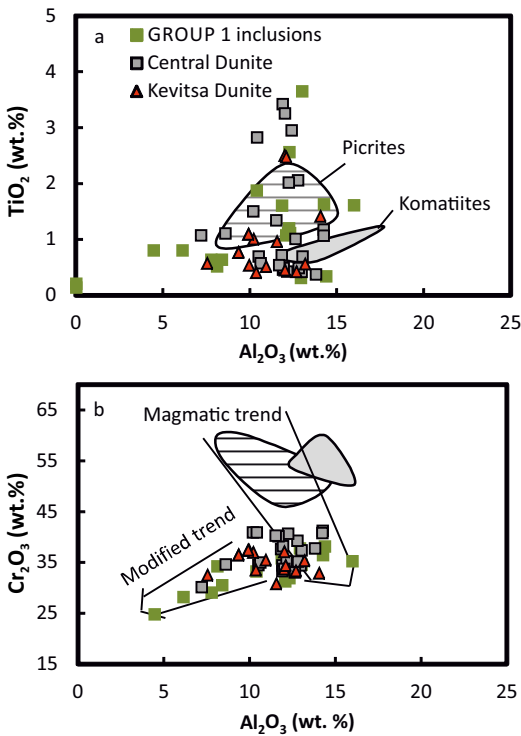 a
GROUP 1 inclusions
Central Dunite
Kevitsa Dunite
Picrites
Komatiites
TiO₂ (wt.%)
5
4
3
2
1
0
0 5 10 15 20 25
Al₂O₃ (wt.%)
b
Magmatic trend
Modified trend
Cr₂O₃ (wt.%)
65
55
45
35
25
15
0 5 10 15 20 25
Al₂O₃ (wt. %)